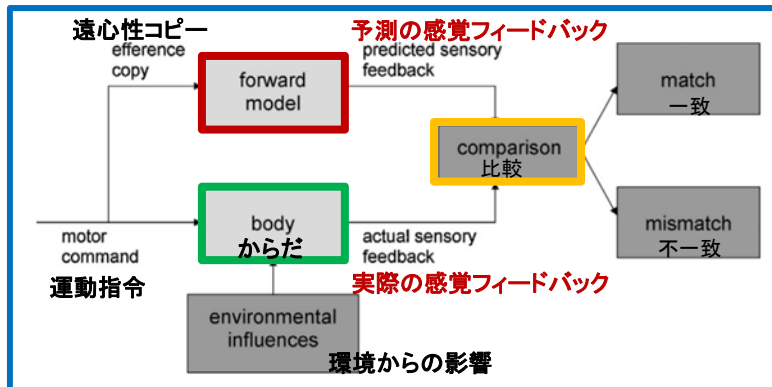 遠心性コピー
efference
copy
forward
model
予測の感覚フィードバック
predicted sensory
feedback
match
一致
comparison
比較
motor
command
運動指令
body
からだ
actual sensory
feedback
実際の感覚フィードバック
mismatch
不一致
environmental
influences
環境からの影響